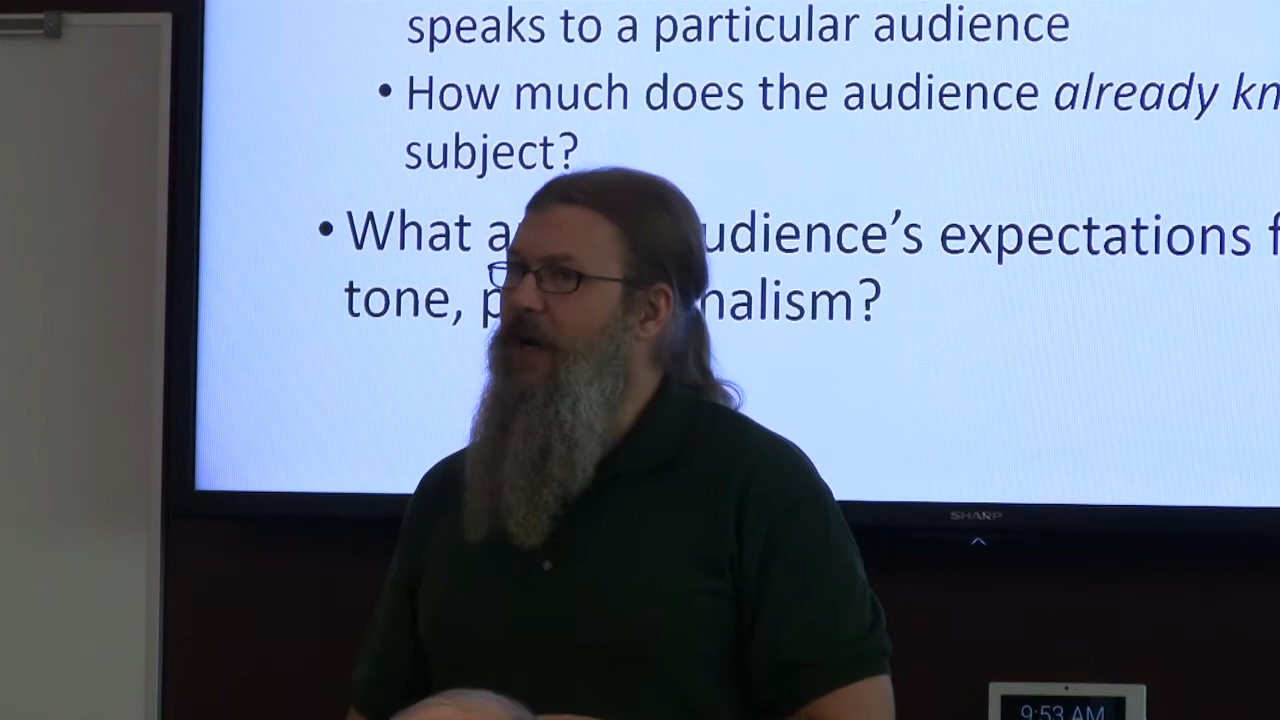 speaks to a particular audience
• How much does the audience already kn
subject?
• What a udience's expectations f
tone, p nalism?
SHARP
9:53 AM